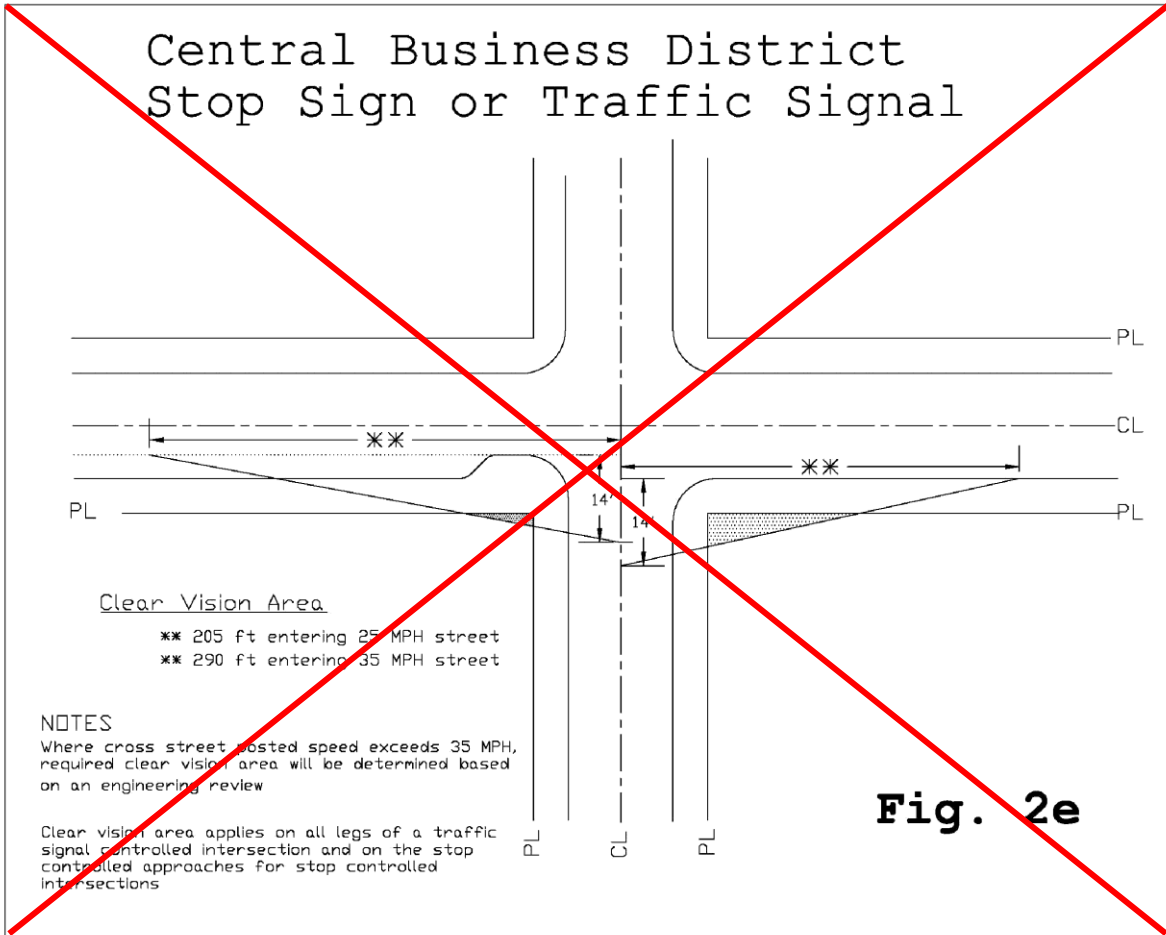 Central Business District
Stop Sign or Traffic Signal
PL
CL
**
**
14'
14'
PL
PL
Clear Vision Area
** 205 ft entering 25 MPH street
** 290 ft entering 35 MPH street
NOTES
Where cross street posted speed exceeds 35 MPH,
required clear vision area will be determined based
on an engineering review
Fig. 2e
Clear vision area applies on all legs of a traffic
signal controlled intersection and on the stop
controlled approaches for stop controlled
intersections
PL
CL
PL